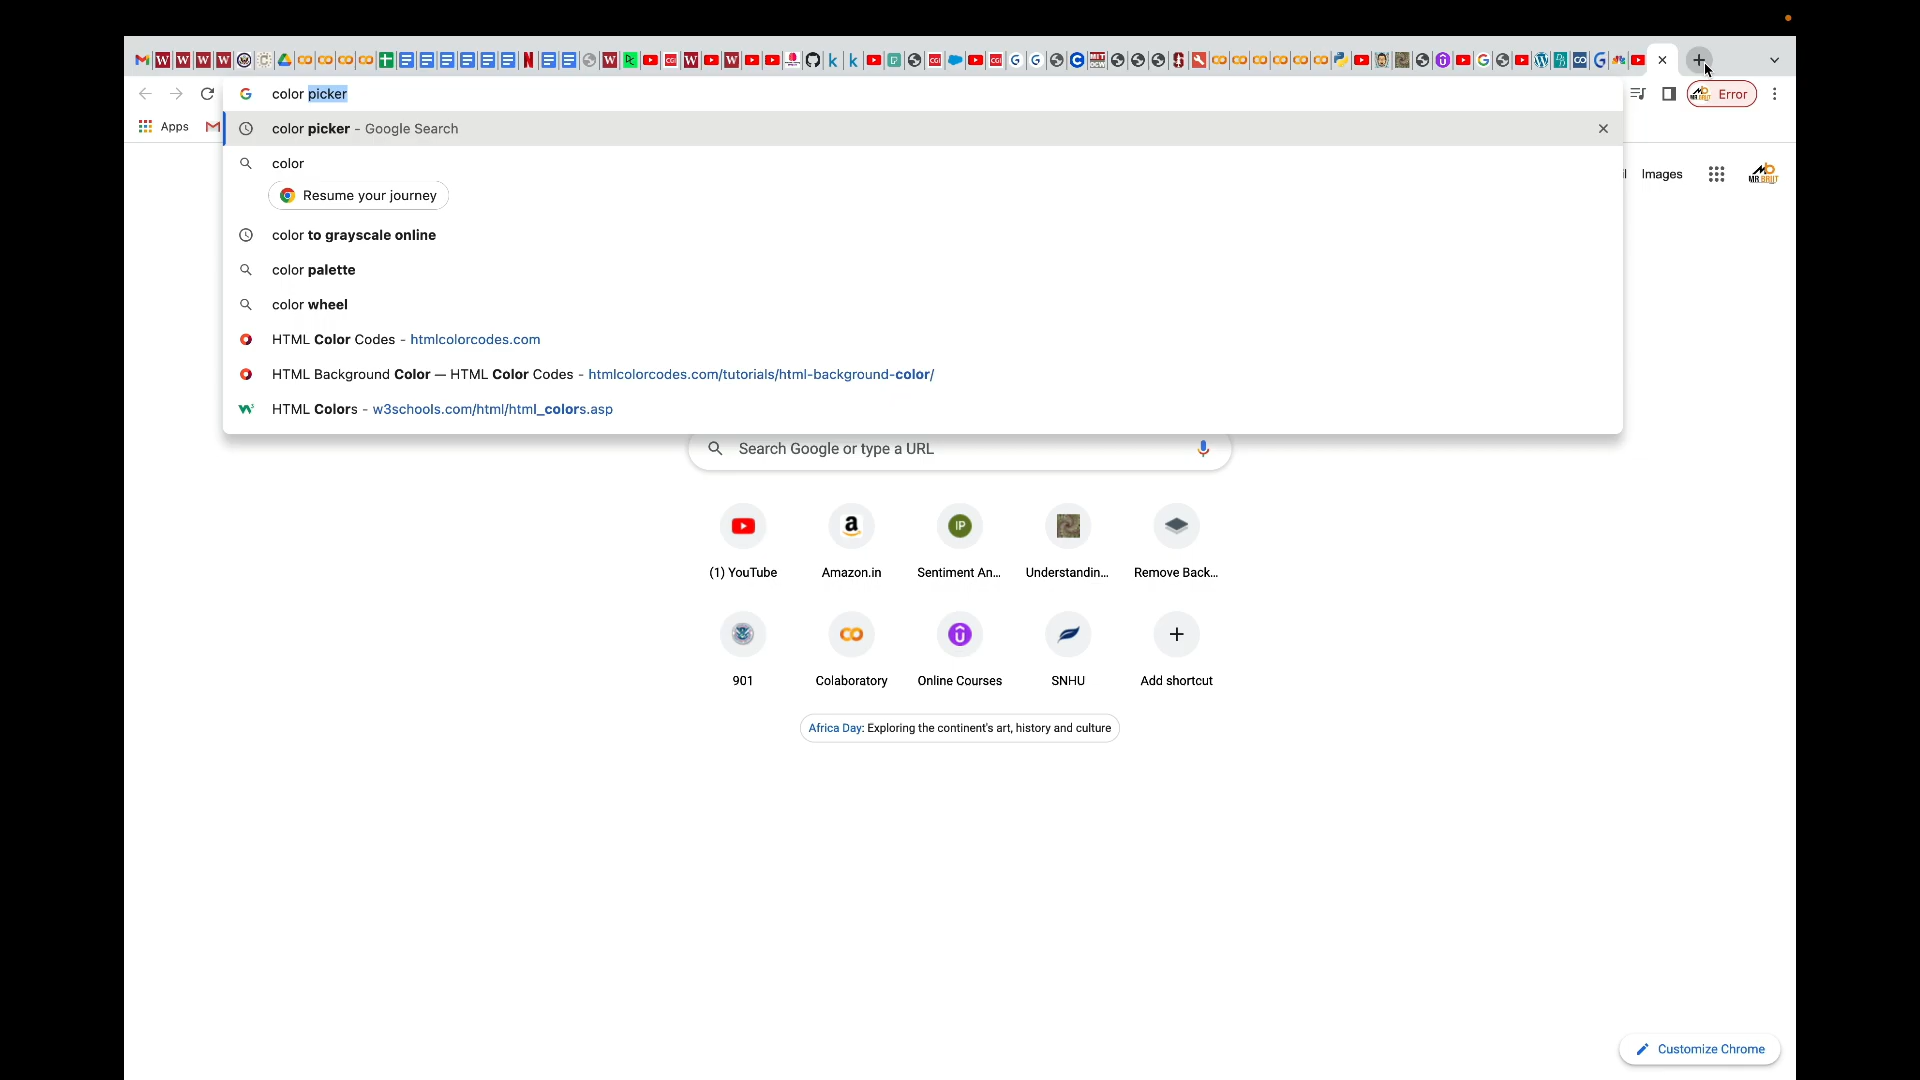 color picker
Error
Apps
color picker - Google Search
color
Resume your journey
Images
color to grayscale online
color palette
color wheel
HTML Color Codes - htmlcolorcodes.com
HTML Background Color — HTML Color Codes - htmlcolorcodes.com/tutorials/html-background-color/
HTML Colors - w3schools.com/html/html_colors.asp
Search Google or type a URL
(1) YouTube
Amazon.in
Sentiment An...
Understandin...
Remove Back...
901
Colaboratory
Online Courses
SNHU
Add shortcut
Africa Day: Exploring the continent's art, history and culture
Customize Chrome